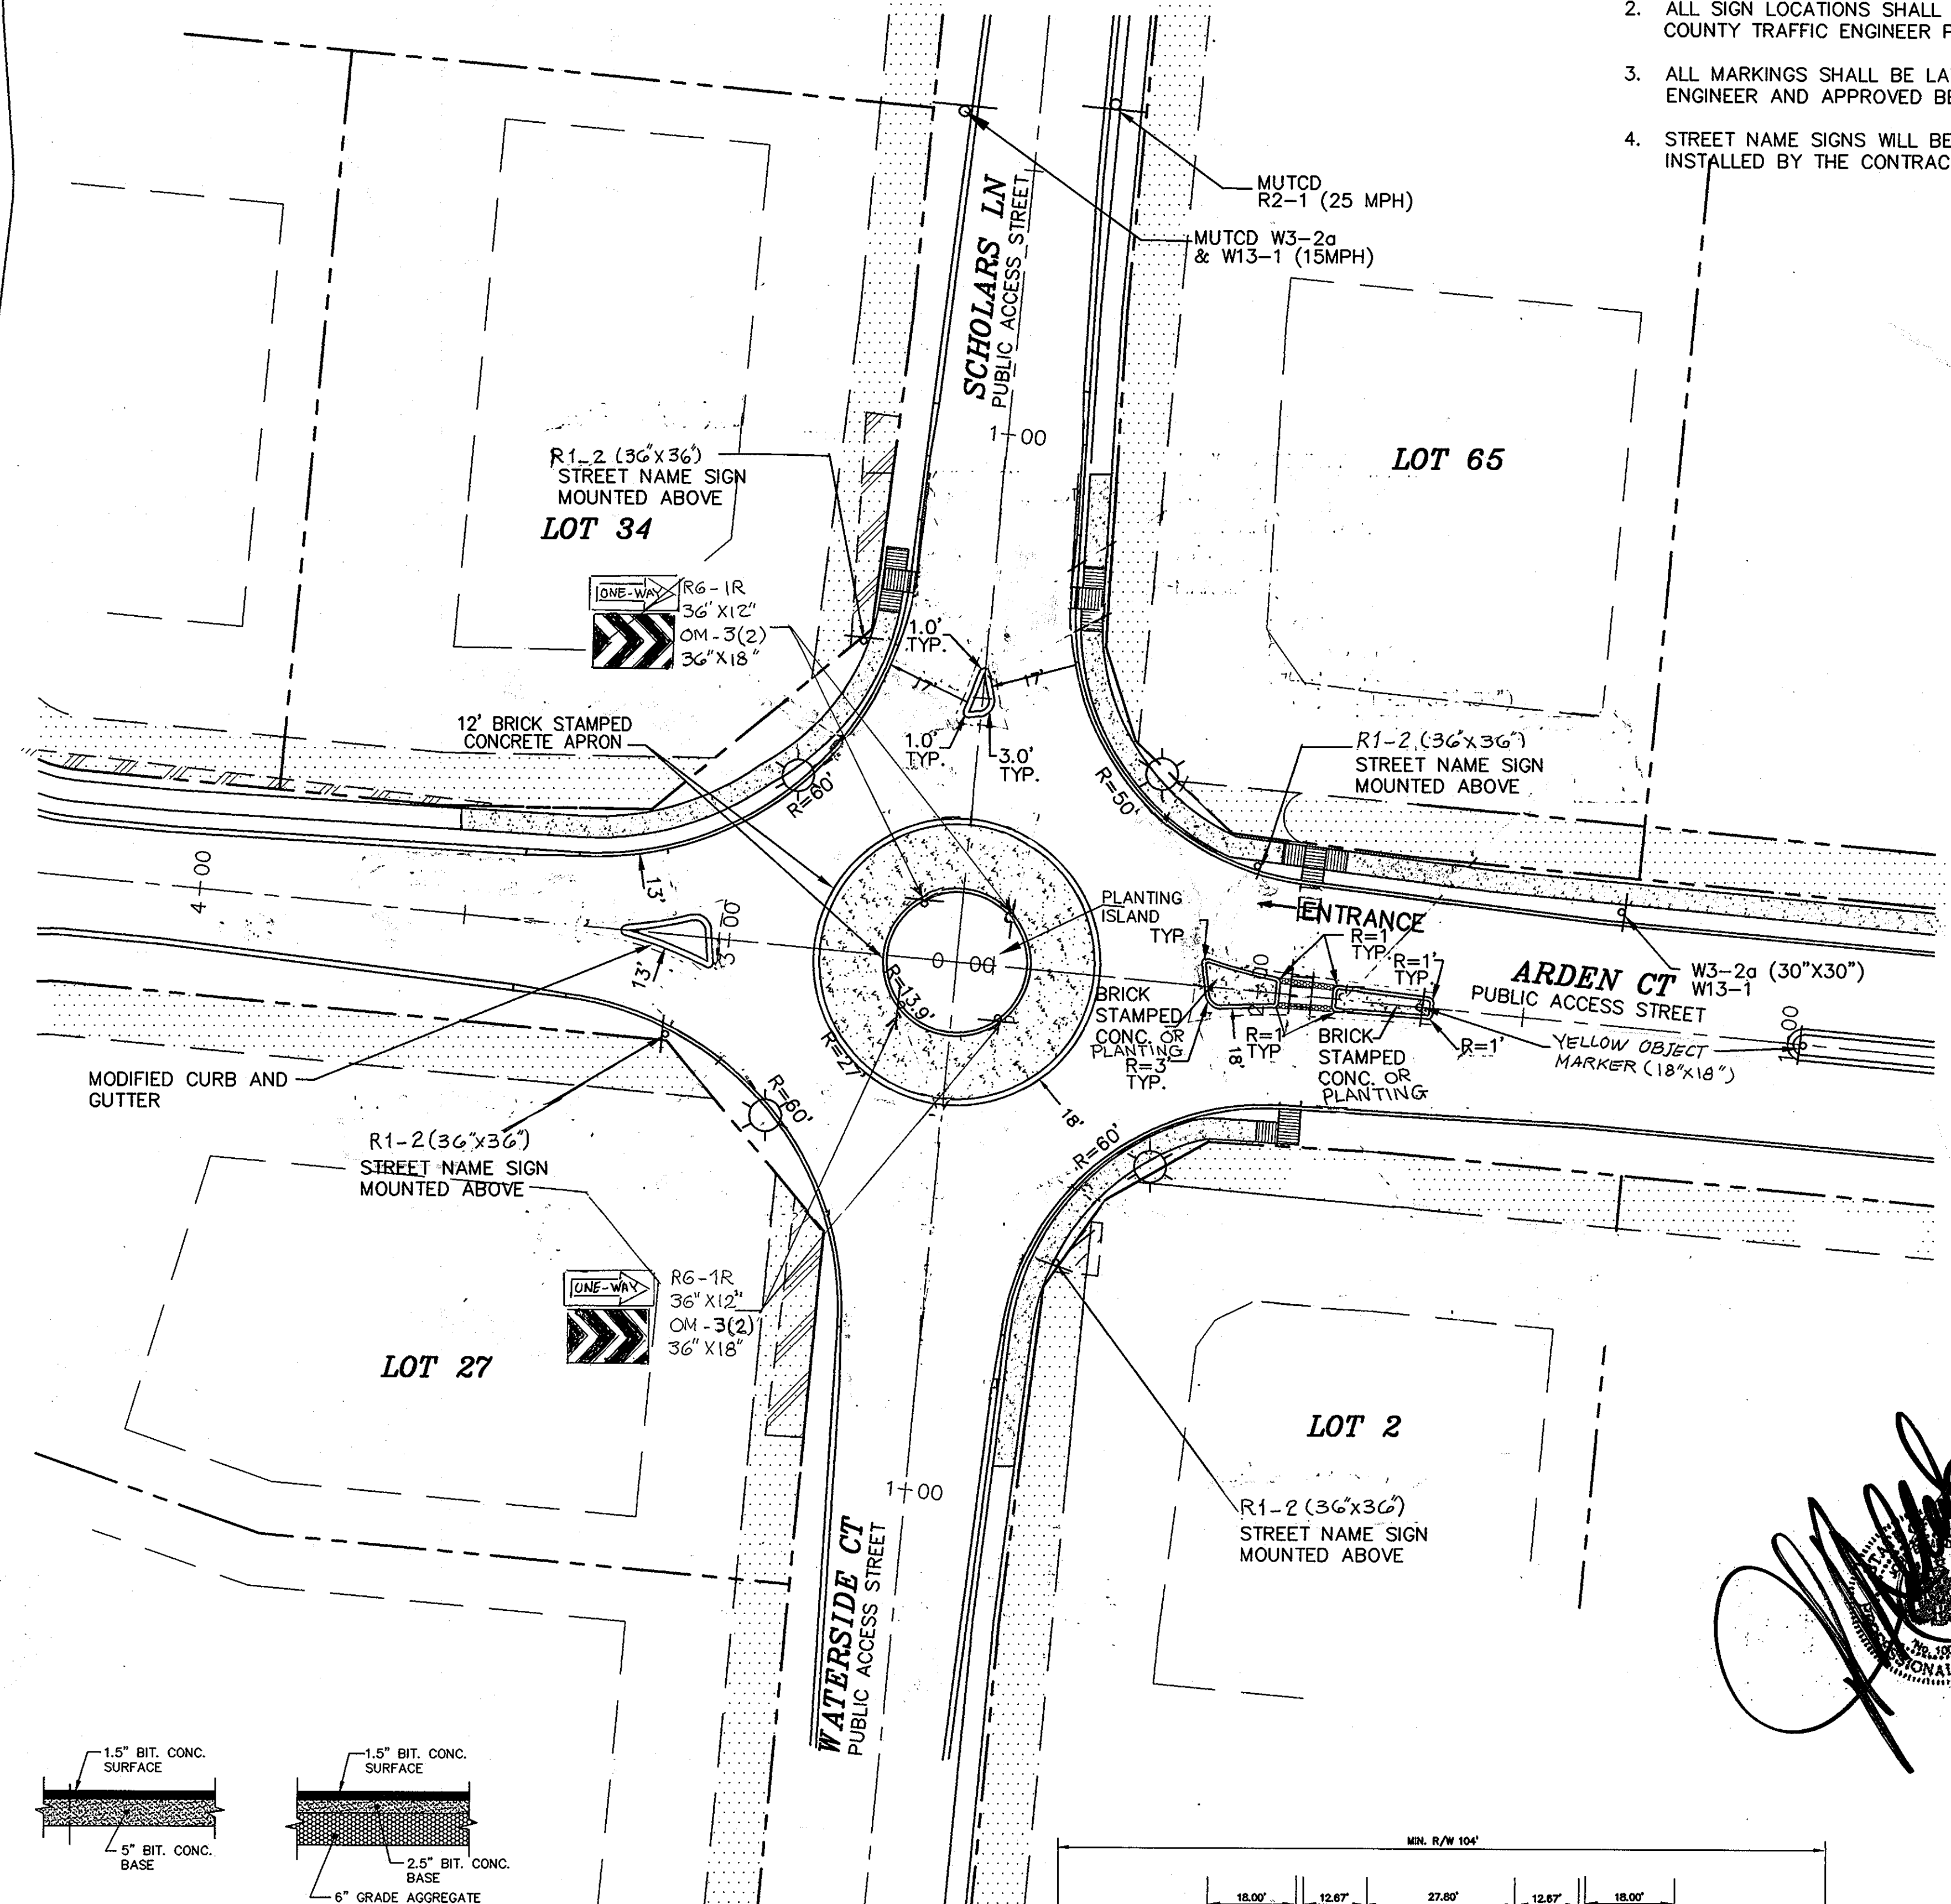 2. ALL SIGN LOCATIONS SHALL
COUNTY TRAFFIC ENGINEER
3. ALL MARKINGS SHALL BE
ENGINEER AND APPROVED
4. STREET NAME SIGNS WILL BE
INSTALLED BY THE
MUTCD
R2-1 (25 MPH)
MUTCD W3-2a
& W13-1 (15MPH)
SCHOLARS LN
PUBLIC ACCESS STREET
1+00
LOT 65
R1-2 (36"X36")
STREET NAME SIGN
MOUNTED ABOVE
LOT 34
ONE-WAY
R6-1R
36"X12"
OM-3(2)
36"X18"
1.0'
TYP.
17'
17'
1.0'
TYP.
3.0'
TYP.
12' BRICK STAMPED
CONCRETE APRON
R=60'
R=50'
R1-2 (36"X36")
STREET NAME SIGN
MOUNTED ABOVE
4+00
13'
13'
3+00
PLANTING
ISLAND
TYP
ENTRANCE
R=1'
TYP.
R=1'
TYP.
0+00
R=13.9'
R=27'
ARDEN CT
PUBLIC ACCESS STREET
W3-2a (30"X30")
W13-1
BRICK
STAMPED
CONC. OR
PLANTING
R=3'
TYP.
18'
R=1'
TYP
BRICK
STAMPED
CONC. OR
PLANTING
R=1'
YELLOW OBJECT
MARKER (18"X18")
1+00
MODIFIED CURB AND
GUTTER
R=60'
18'
R=60'
R1-2 (36"X36")
STREET NAME SIGN
MOUNTED ABOVE
ONE-WAY
R6-1R
36"X12"
OM-3(2)
36"X18"
LOT 27
LOT 2
1+00
R1-2 (36"X36")
STREET NAME SIGN
MOUNTED ABOVE
WATERSIDE CT
PUBLIC ACCESS STREET
1.5" BIT. CONC.
SURFACE
5" BIT. CONC.
BASE
1.5" BIT. CONC.
SURFACE
2.5" BIT. CONC.
BASE
6" GRADE AGGREGATE
MIN. R/W 104'
18.00' 12.67' 27.80' 12.67' 18.00'